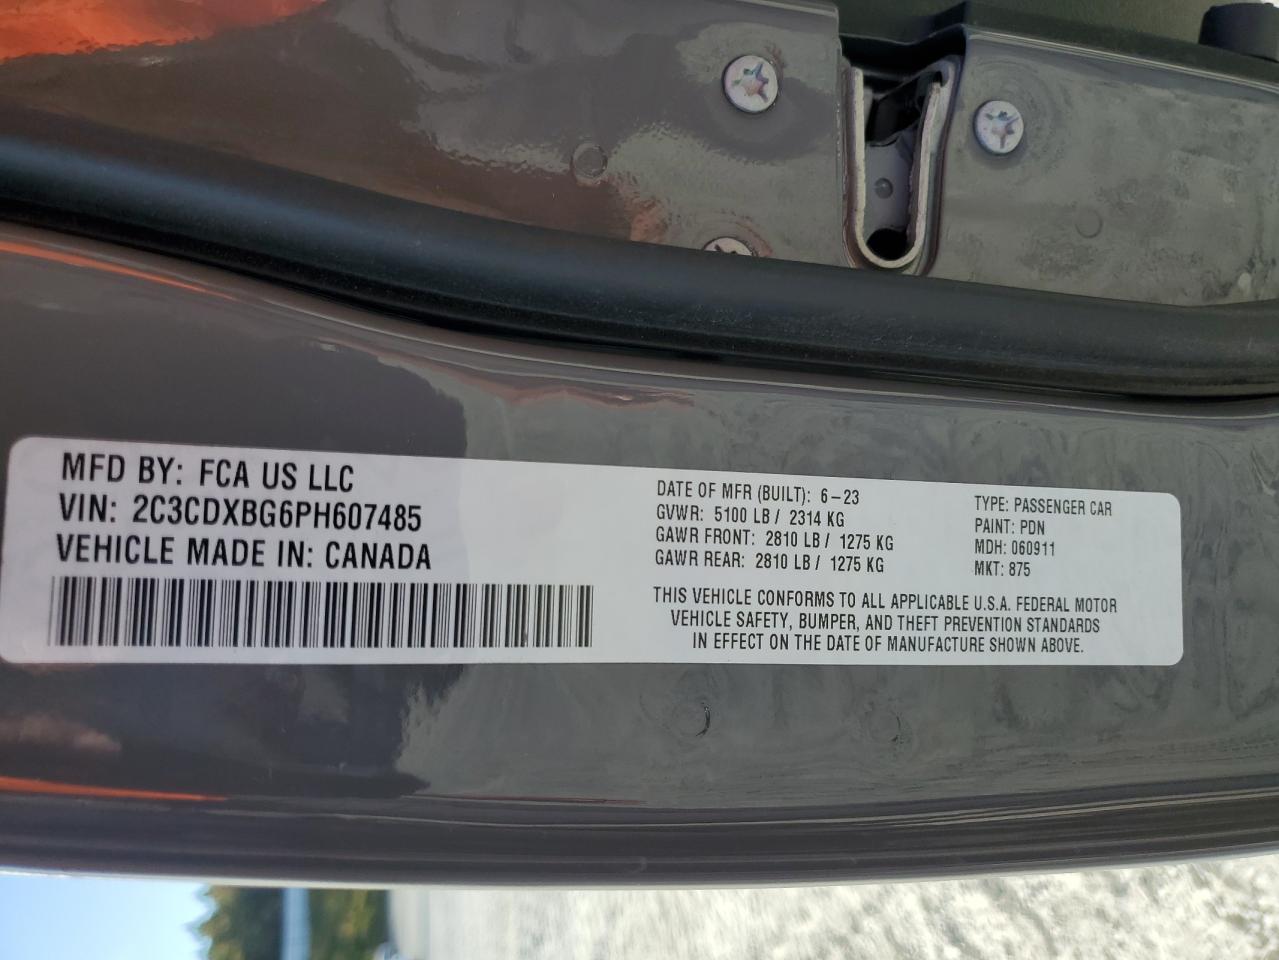 MFD BY: FCA US LLC
VIN: 2C3CDXBG6PH607485
VEHICLE MADE IN: CANADA
DATE OF MFR (BUILT): 6-23
GVWR: 5100 LB / 2314 KG
GAWR FRONT: 2810 LB / 1275 KG
GAWR REAR: 2810 LB / 1275 KG
TYPE: PASSENGER CAR
PAINT: PDN
MDH: 060911
MKT: 875
THIS VEHICLE CONFORMS TO ALL APPLICABLE U.S.A. FEDERAL MOTOR
VEHICLE SAFETY, BUMPER, AND THEFT PREVENTION STANDARDS
IN EFFECT ON THE DATE OF MANUFACTURE SHOWN ABOVE.